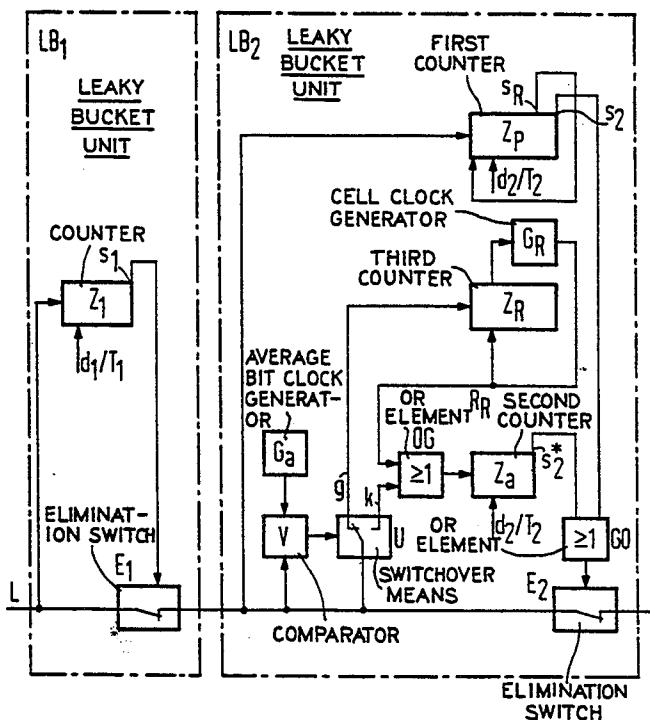 LB1
LEAKY
BUCKET
UNIT
COUNTER
s1
Z1
d1/T1
ELIMINAT-
ION SWITCH
E1
L
LB2
LEAKY
BUCKET
UNIT
FIRST
COUNTER
sR
s2
ZP
d2/T2
CELL CLOCK
GENERATOR
GR
THIRD
COUNTER
ZR
AVERAGE
BIT CLOCK
GENERAT-
OR
Ga
RR
OR
ELEMENT
OG
≥1
SECOND
COUNTER
s2*
Za
d2/T2
g
k
V
U
OR
ELEMENT
≥1
GO
SWITCHOVER
MEANS
COMPARATOR
E2
ELIMINATION
SWITCH